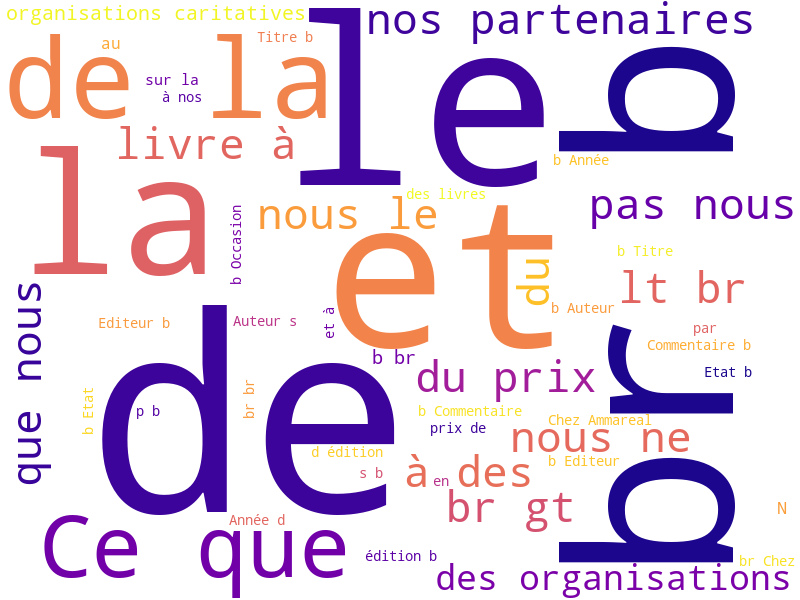 organisations caritatives
nos partenaires
le
de la
au
Titre b
sur la
à nos
livre à
b Année
la
des livres
pas nous
nous le
b Occasion
et
b Titre
du
lt br
b Auteur
que nous
et à
Editeur b
Auteur s
par
Commentaire b
b br
Etat b
de
du prix
br br
b Etat
p b
b Commentaire
prix de
Chez Ammareal
nous ne
d édition
b Editeur
s b
à
en
des
b r b
br gt
N
Année d
Ce que
édition b
br Chez
des organisations